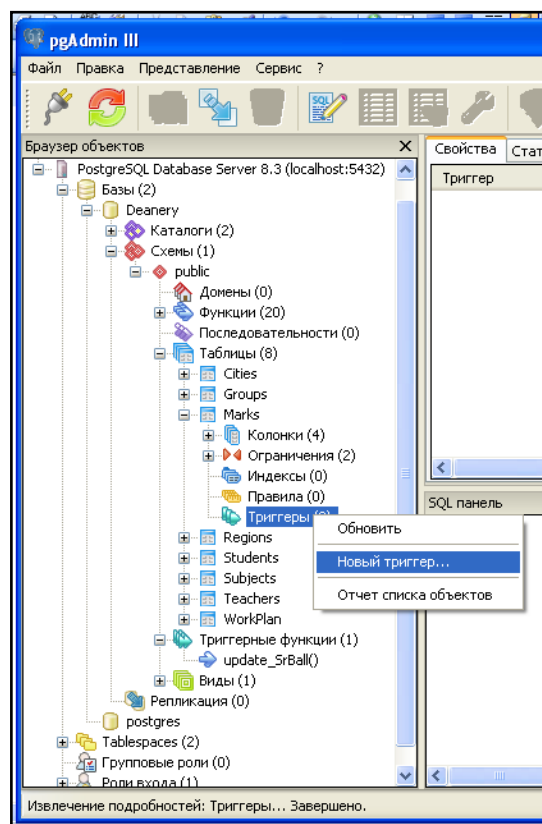 pgAdmin III
Файл Правка Представление Сервис ?
SQL
Браузер объектов
PostgreSQL Database Server 8.3 (localhost:5432)
Базы (2)
Deanery
Каталоги (2)
Схемы (1)
public
Домены (0)
Функции (20)
Последовательности (0)
Таблицы (8)
Cities
Groups
Marks
Колонки (4)
Ограничения (2)
Индексы (0)
Правила (0)
Триггеры
Regions
Students
Subjects
Teachers
WorkPlan
Триггерные функции (1)
update_SrBall()
Виды (1)
Репликация (0)
postgres
Tablespaces (2)
Групповые роли (0)
Роли входа (1)
Обновить
Новый триггер...
Отчет списка объектов
Свойства Стат
Триггер
SQL панель
Извлечение подробностей: Триггеры... Завершено.